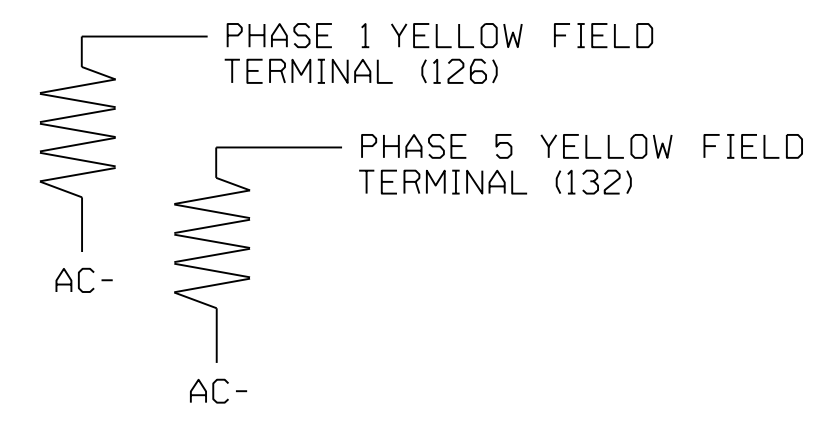 PHASE 1 YELLOW FIELD
TERMINAL (126)
PHASE 5 YELLOW FIELD
TERMINAL (132)
AC-
AC-